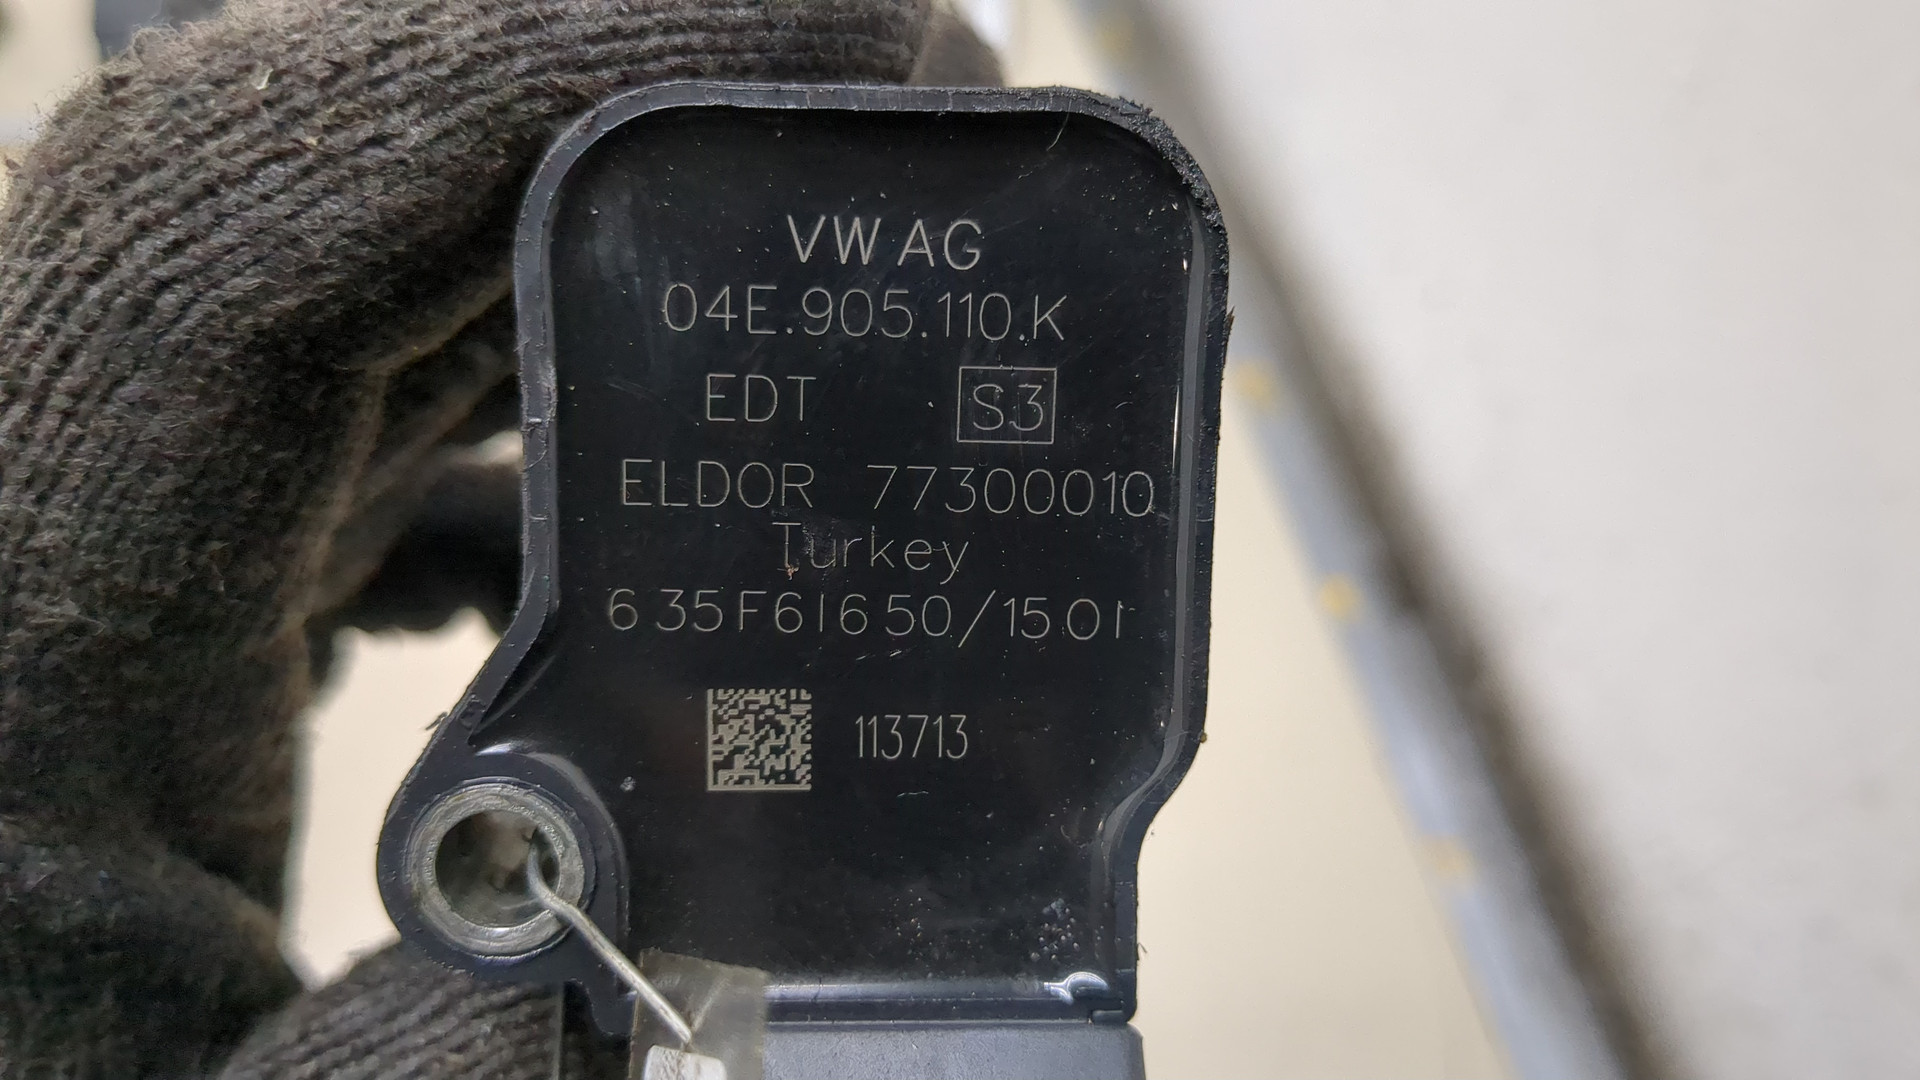 VW AG
04E.905.110.K
EDT S3
ELDOR 77300010
Turkey
635F61650/1501
113713